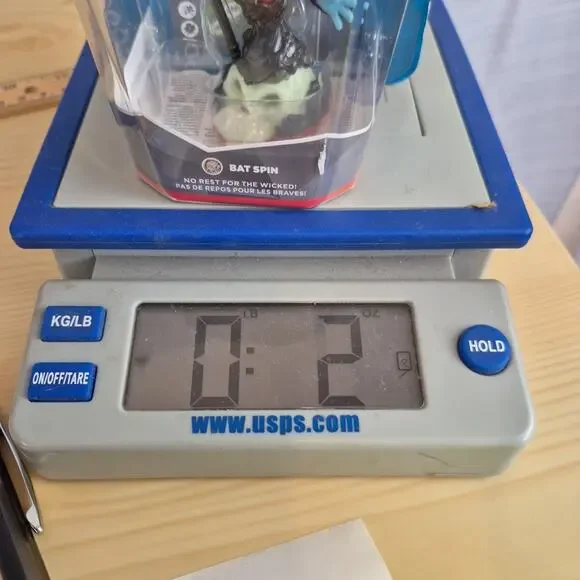 BAT SPIN
NO REST FOR THE WICKED!
PAS DE REPOS POUR LES BRAVES!
KG/LB
ON/OFF/TARE
LB
OZ
0:2
HOLD
www.usps.com